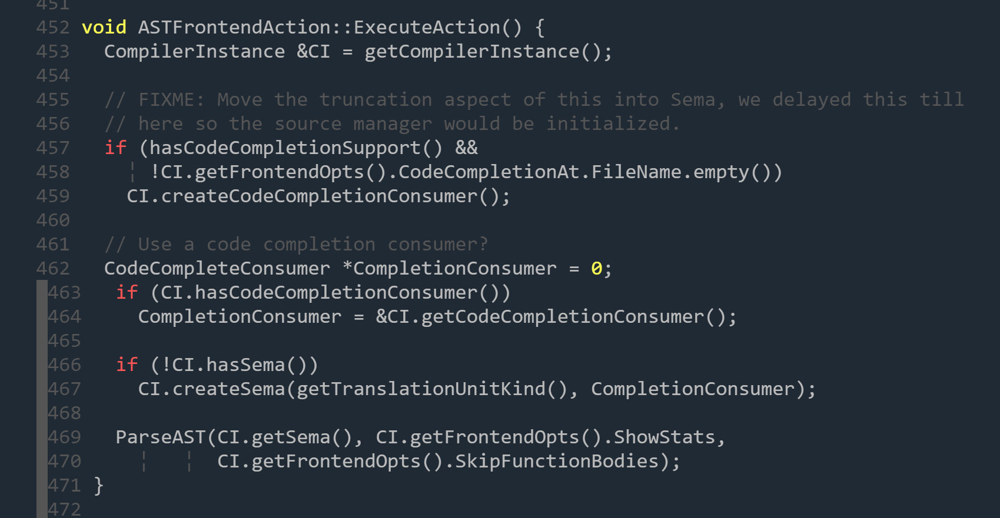 451
452 void ASTFrontendAction::ExecuteAction() {
453   CompilerInstance &CI = getCompilerInstance();
454
455   // FIXME: Move the truncation aspect of this into Sema, we delayed this till
456   // here so the source manager would be initialized.
457   if (hasCodeCompletionSupport() &&
458     ¦ !CI.getFrontendOpts().CodeCompletionAt.FileName.empty())
459     CI.createCodeCompletionConsumer();
460
461   // Use a code completion consumer?
462   CodeCompleteConsumer *CompletionConsumer = 0;
463   if (CI.hasCodeCompletionConsumer())
464     CompletionConsumer = &CI.getCodeCompletionConsumer();
465
466   if (!CI.hasSema())
467     CI.createSema(getTranslationUnitKind(), CompletionConsumer);
468
469   ParseAST(CI.getSema(), CI.getFrontendOpts().ShowStats,
470     ¦   ¦  CI.getFrontendOpts().SkipFunctionBodies);
471 }
472